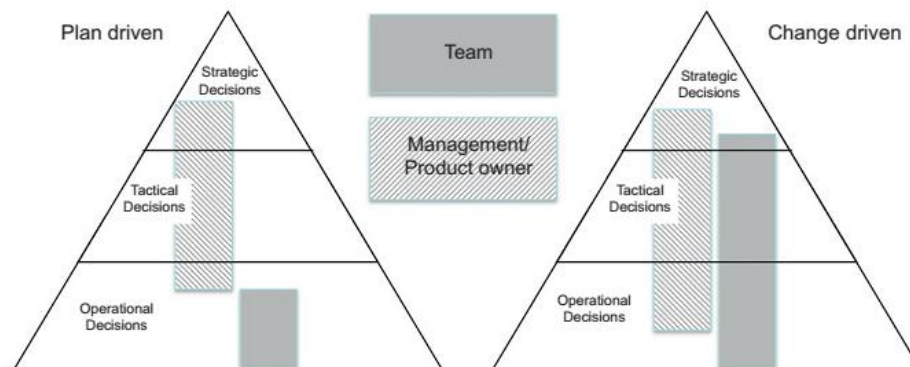 Plan driven
Team
Change driven
Strategic
Decisions
Management/
Product owner
Strategic
Decisions
Tactical
Decisions
Tactical
Decisions
Operational
Decisions
Operational
Decisions